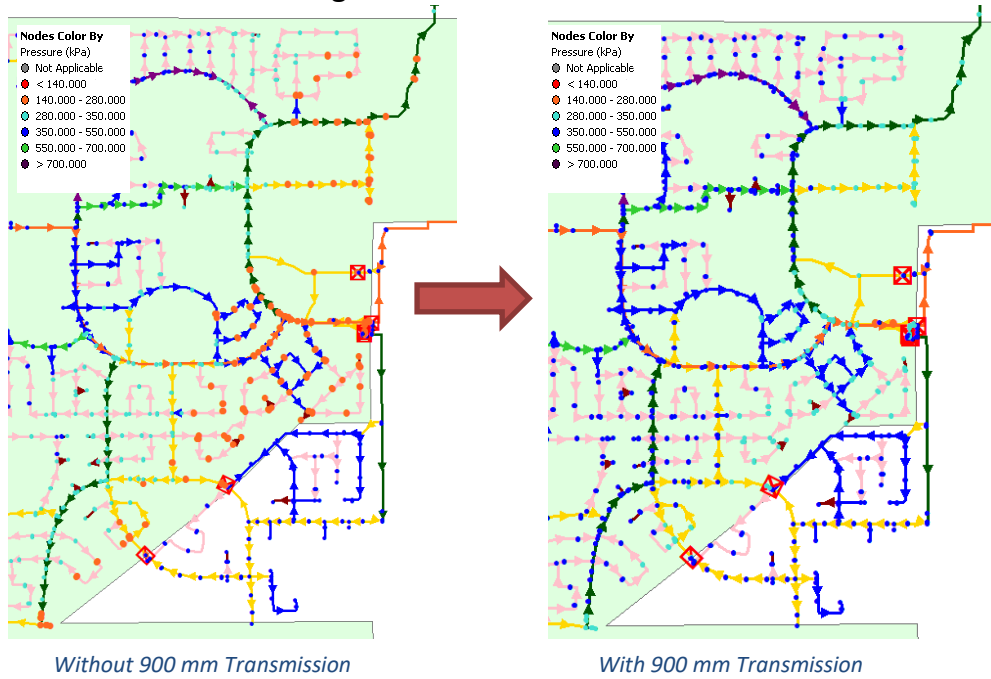 Nodes Color By
Pressure (kPa)
Not Applicable
< 140.000
140.000 - 280.000
280.000 - 350.000
350.000 - 550.000
550.000 - 700.000
> 700.000
Nodes Color By
Pressure (kPa)
Not Applicable
< 140.000
140.000 - 280.000
280.000 - 350.000
350.000 - 550.000
550.000 - 700.000
> 700.000
Without 900 mm Transmission
With 900 mm Transmission